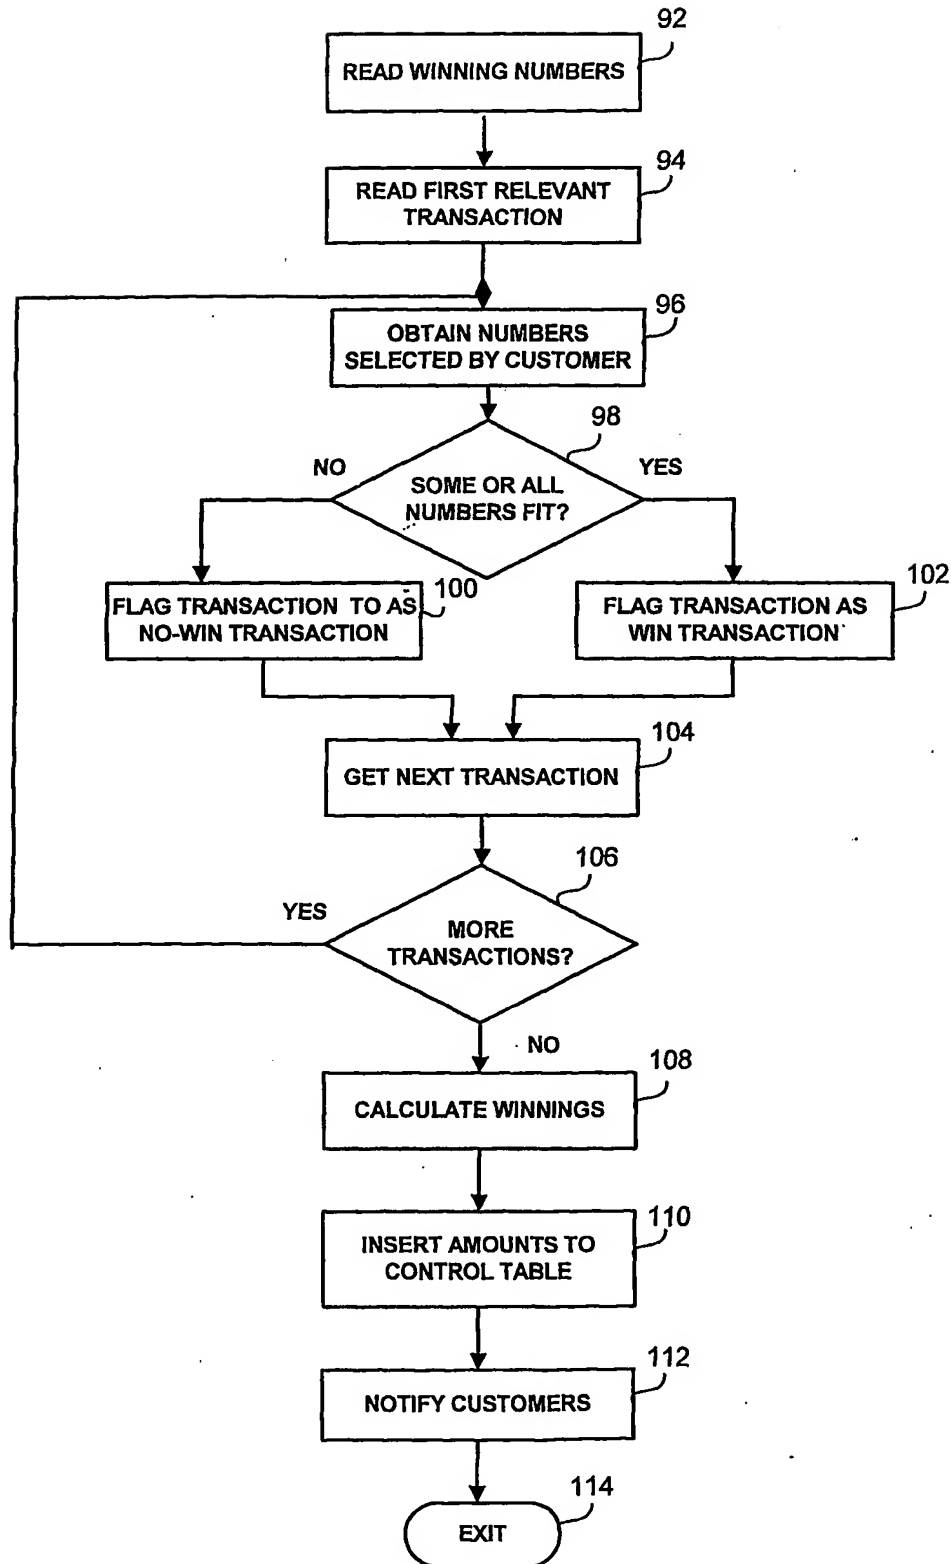 92
READ WINNING NUMBERS
94
READ FIRST RELEVANT
TRANSACTION
96
OBTAIN NUMBERS
SELECTED BY CUSTOMER
98
NO
YES
SOME OR ALL
NUMBERS FIT?
100
FLAG TRANSACTION TO AS
NO-WIN TRANSACTION
102
FLAG TRANSACTION AS
WIN TRANSACTION
104
GET NEXT TRANSACTION
106
YES
MORE
TRANSACTIONS?
NO
108
CALCULATE WINNINGS
110
INSERT AMOUNTS TO
CONTROL TABLE
112
NOTIFY CUSTOMERS
114
EXIT